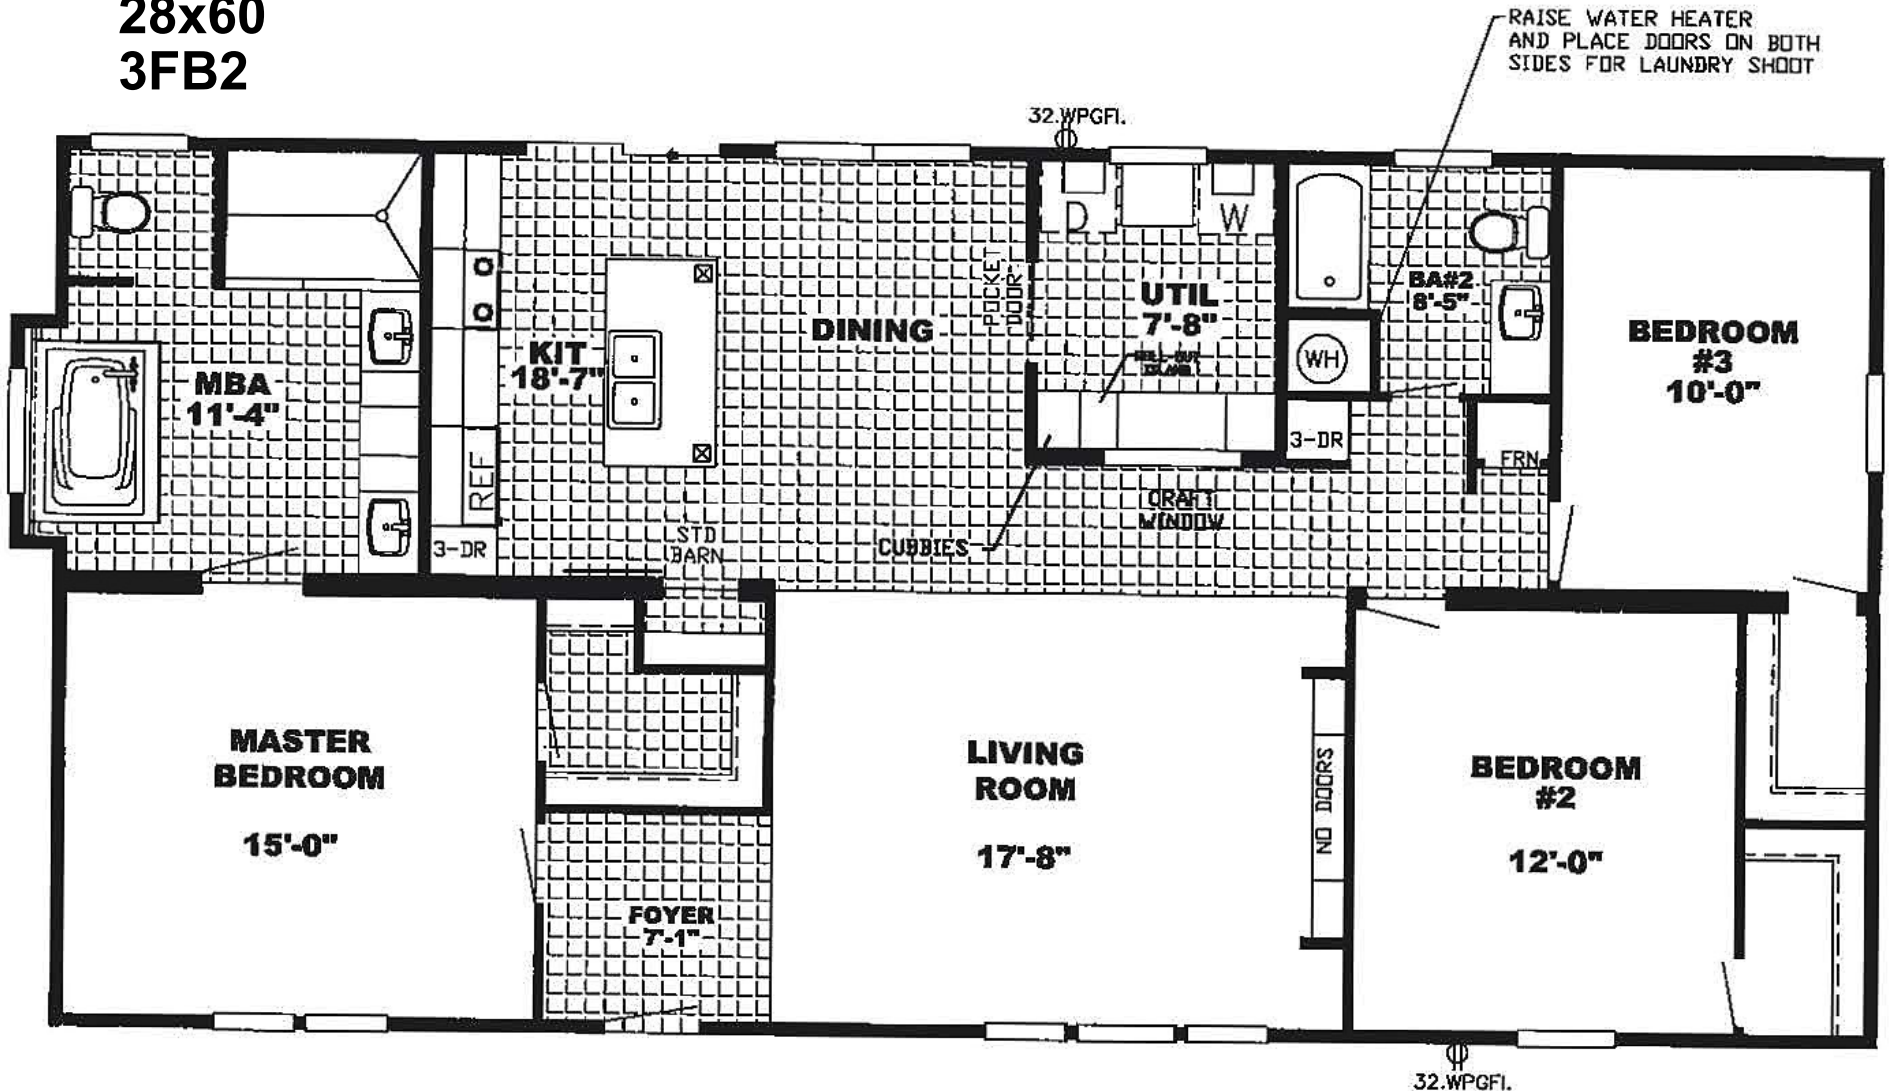 28x60
3FB2
RAISE WATER HEATER
AND PLACE DOORS ON BOTH
SIDES FOR LAUNDRY SHOOT
32.WPGFI.
D
W
POCKET
DOOR
UTIL
7'-8"
ROLL-OUT
ISLAND
BA#2
8'-5"
WH
BEDROOM
#3
10'-0"
DINING
KIT
18'-7"
MBA
11'-4"
REF
3-DR
3-DR
FRN
CRAFT
WINDOW
CUBBIES
STD
BARN
MASTER
BEDROOM
15'-0"
LIVING
ROOM
17'-8"
NO DOORS
BEDROOM
#2
12'-0"
FOYER
7'-1"
32.WPGFI.